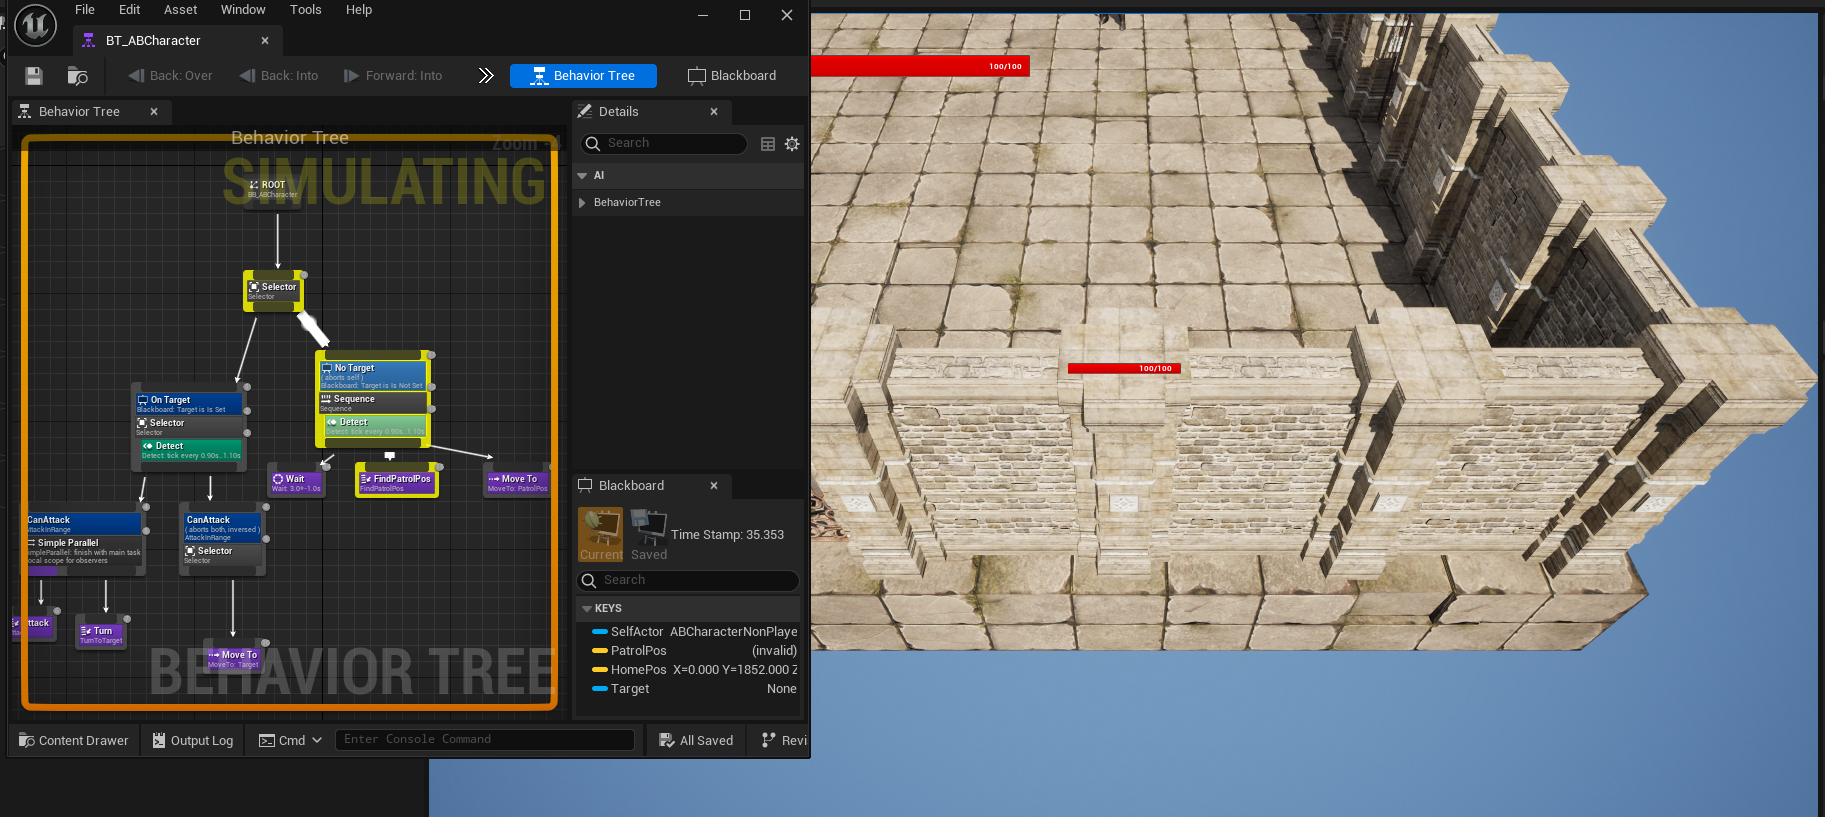 File Edit Asset Window Tools Help
BT_ABCharacter
Back: Over Back: Into Forward: Into Behavior Tree Blackboard
Behavior Tree
Details
Behavior Tree
Zoom -4
SIMULATING
ROOT
BB_ABCharacter
Selector
Selector
No Target
( aborts self )
Blackboard: Target is Is Not Set
Sequence
Sequence
Detect
Detect: tick every 0.90s..1.10s
On Target
Blackboard: Target is Is Set
Selector
Selector
Detect
Detect: tick every 0.90s..1.10s
Wait
Wait: 3.0+-1.0s
FindPatrolPos
FindPatrolPos
Move To
MoveTo: PatrolPos
CanAttack
AttackInRange
Simple Parallel
impleParallel: finish with main task
ocal scope for observers
CanAttack
( aborts both, inversed )
AttackInRange
Selector
Selector
ttack
Turn
TurnToTarget
Move To
MoveTo: Target
BEHAVIOR TREE
Search
AI
BehaviorTree
Blackboard
Current Saved Time Stamp: 35.353
Search
KEYS
SelfActor ABCharacterNonPlaye
PatrolPos (invalid)
HomePos X=0.000 Y=1852.000 Z
Target None
Content Drawer Output Log Cmd Enter Console Command All Saved Revi
100/100
100/100